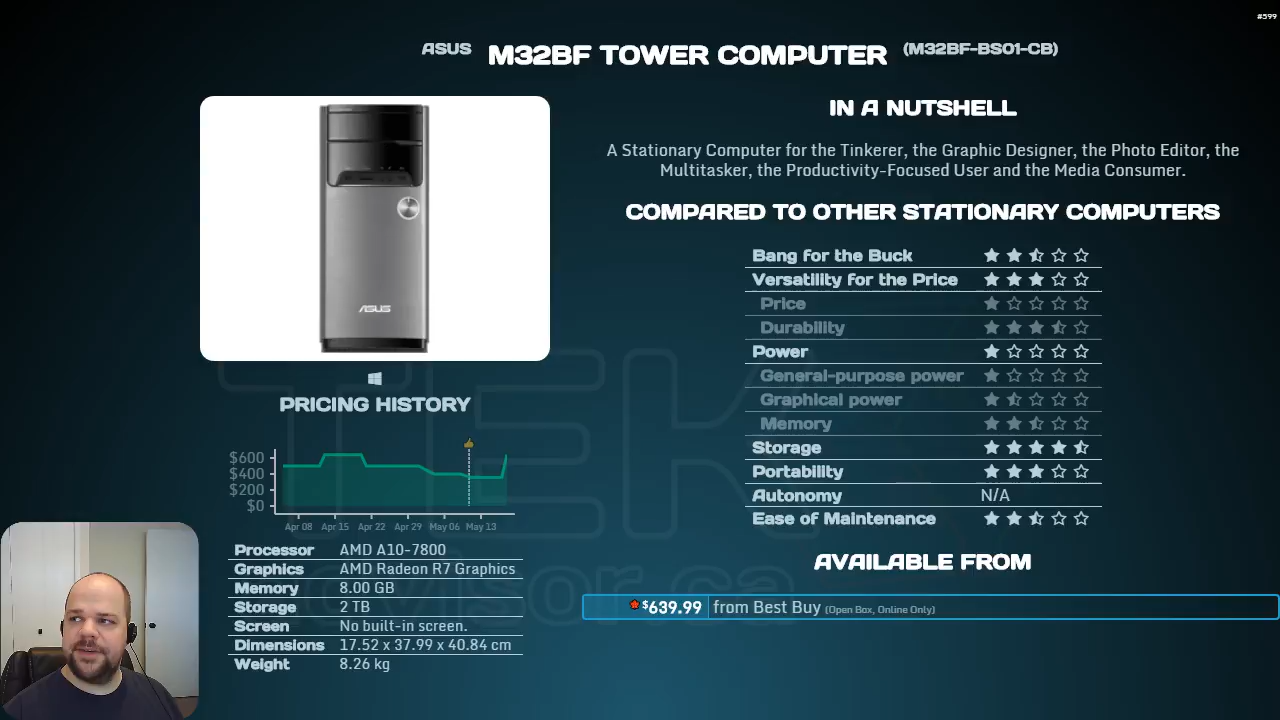 #599
ASUS M32BF TOWER COMPUTER (M32BF-BS01-CB)
ASUS
PRICING HISTORY
$600
$400
$200
$0
Apr 08 Apr 15 Apr 22 Apr 29 May 06 May 13
Processor AMD A10-7800
Graphics AMD Radeon R7 Graphics
Memory 8.00 GB
Storage 2 TB
Screen No built-in screen.
Dimensions 17.52 x 37.99 x 40.84 cm
Weight 8.26 kg
IN A NUTSHELL
A Stationary Computer for the Tinkerer, the Graphic Designer, the Photo Editor, the
Multitasker, the Productivity-Focused User and the Media Consumer.
COMPARED TO OTHER STATIONARY COMPUTERS
Bang for the Buck
Versatility for the Price
Price
Durability
Power
General-purpose power
Graphical power
Memory
Storage
Portability
Autonomy N/A
Ease of Maintenance
AVAILABLE FROM
$639.99 from Best Buy (Open Box, Online Only)